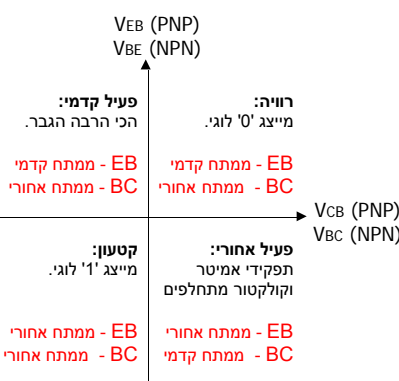 VEB (PNP)
VBE (NPN)
רוויה:
מייצג '0' לוגי.
EB - ממתח קדמי
BC - ממתח אחורי
פעיל קדמי:
הכי הרבה הגבר.
EB - ממתח קדמי
BC - ממתח אחורי
VCB (PNP)
VBC (NPN)
פעיל אחורי:
תפקידי אמיטר
וקולקטור מתחלפים
EB - ממתח אחורי
BC - ממתח קדמי
קטעון:
מייצג '1' לוגי.
EB - ממתח אחורי
BC - ממתח אחורי